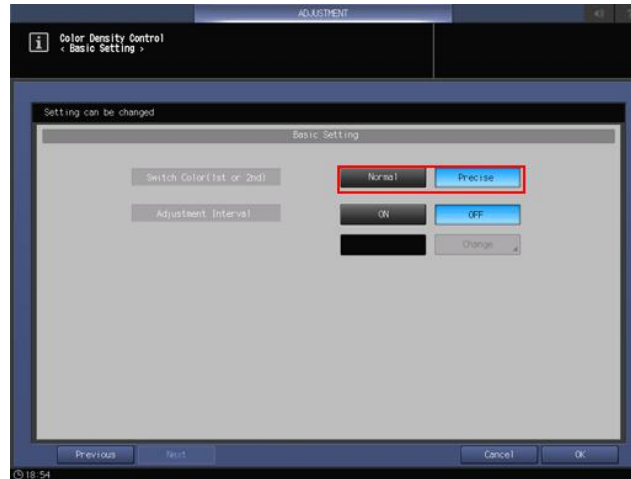 ADJUSTMENT
Color Density Control
< Basic Setting >
Setting can be changed
Basic Setting
Switch Color(1st or 2nd) Normal Precise
Adjustment Interval ON OFF
Change
Previous Next Cancel OK
18:54